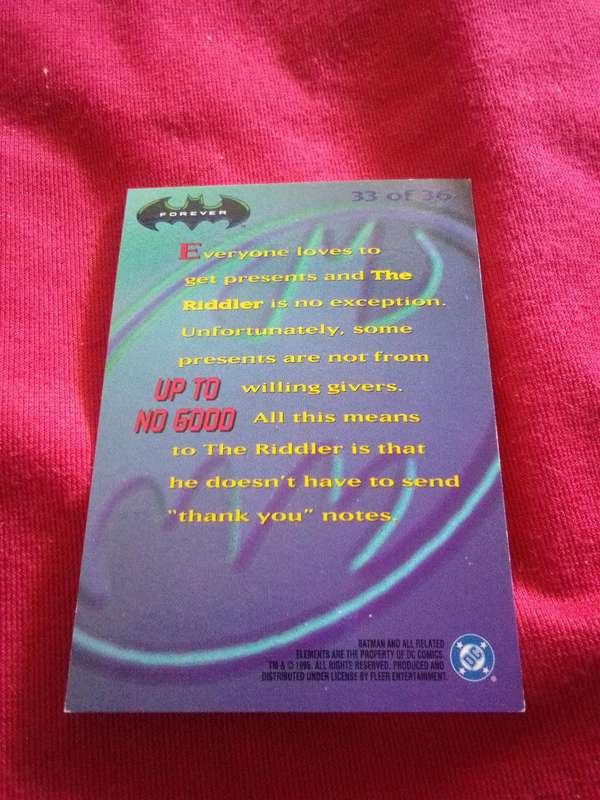 FOREVER
33 of 36
Everyone loves to
get presents and The
Riddler is no exception.
Unfortunately, some
presents are not from
UP TO willing givers.
NO GOOD All this means
to The Riddler is that
he doesn't have to send
"thank you" notes.
BATMAN AND ALL RELATED
ELEMENTS ARE THE PROPERTY OF DC COMICS.
TM & © 1995. ALL RIGHTS RESERVED. PRODUCED AND
DISTRIBUTED UNDER LICENSE BY FLEER ENTERTAINMENT.
DC